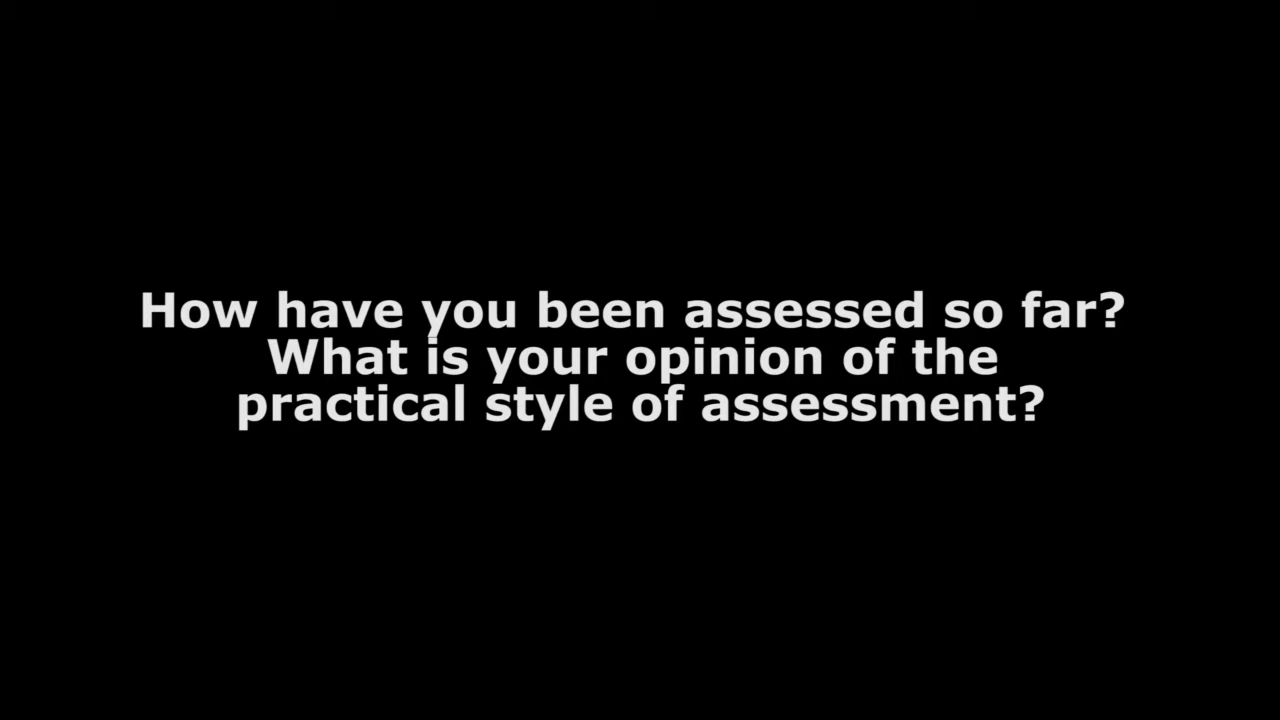 How have you been assessed so far?
What is your opinion of the
practical style of assessment?